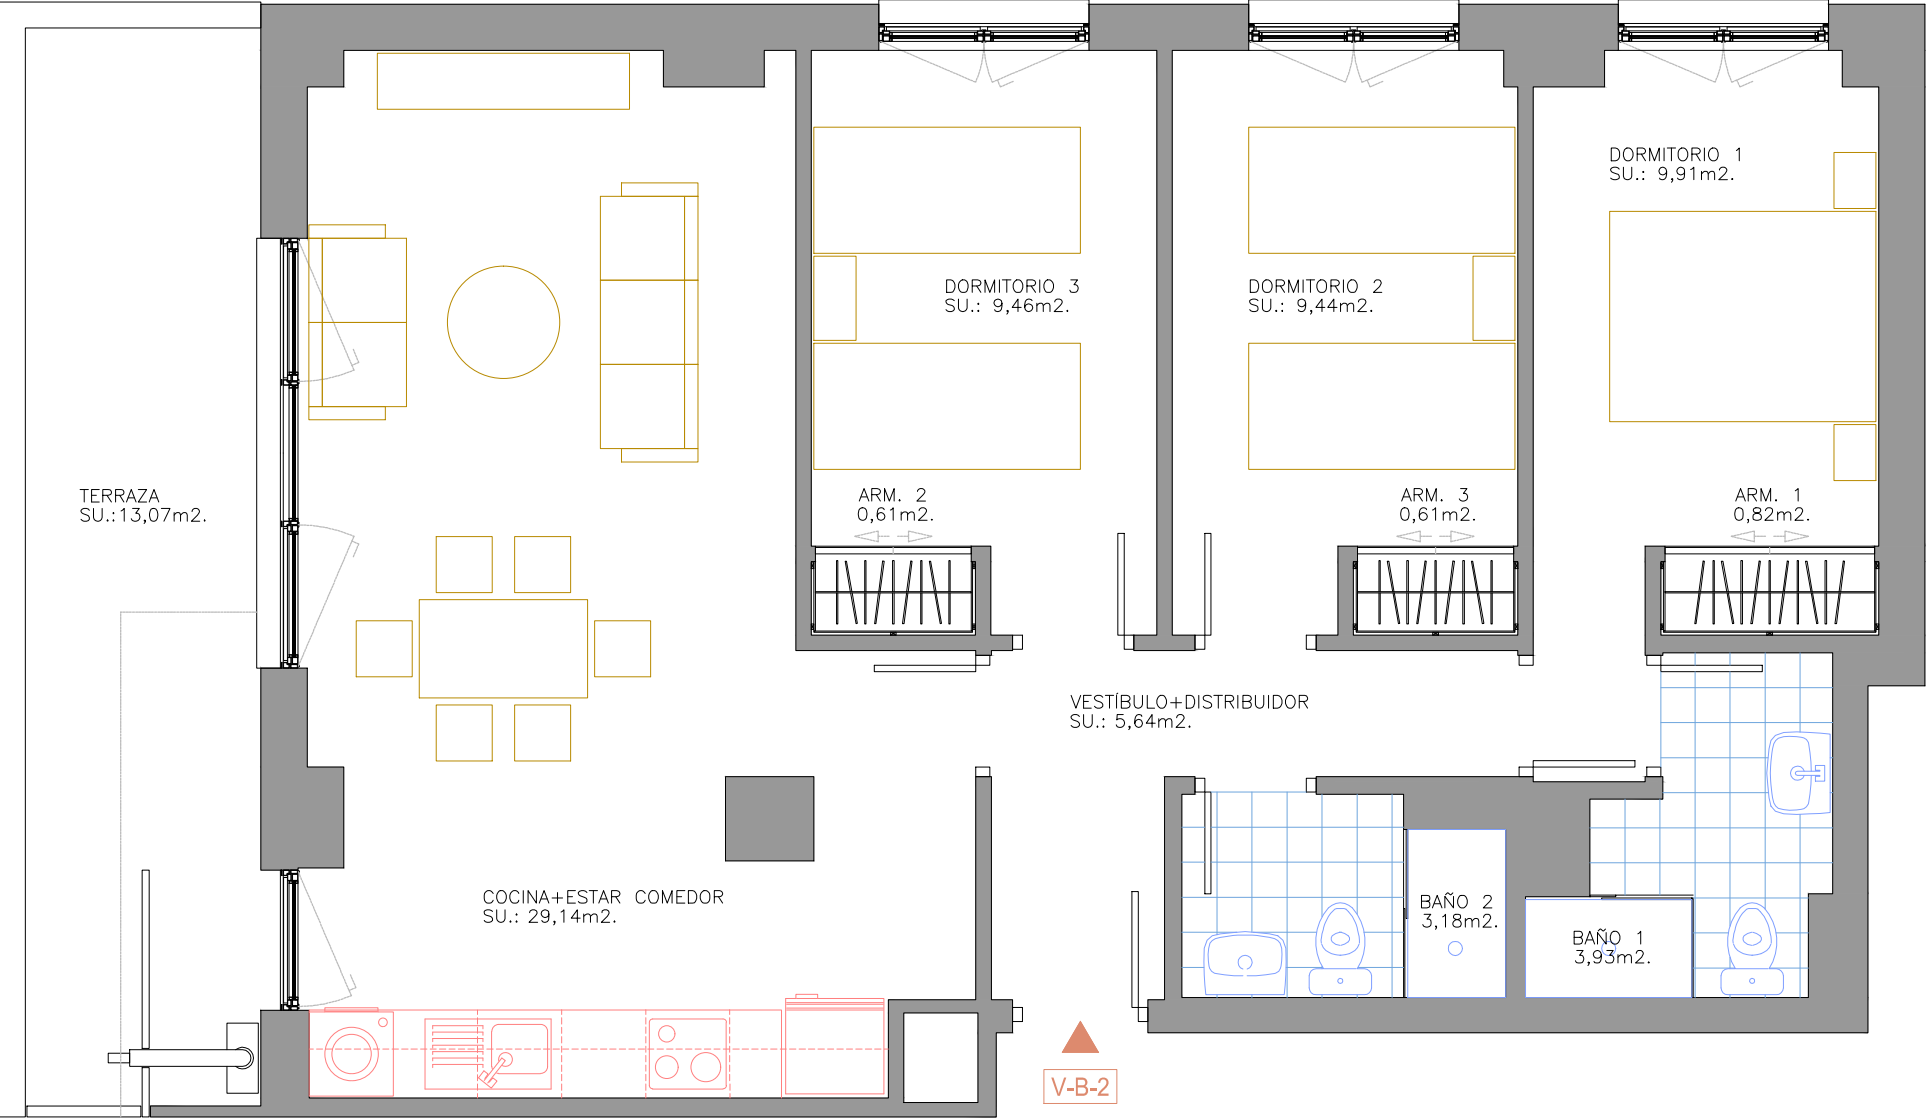 DORMITORIO 1
SU.: 9,91m2.
DORMITORIO 3
SU.: 9,46m2.
DORMITORIO 2
SU.: 9,44m2.
TERRAZA
SU.:13,07m2.
ARM. 2
0,61m2.
ARM. 3
0,61m2.
ARM. 1
0,82m2.
VESTÍBULO+DISTRIBUIDOR
SU.: 5,64m2.
COCINA+ESTAR COMEDOR
SU.: 29,14m2.
BAÑO 2
3,18m2.
BAÑO 1
3,93m2.
V-B-2